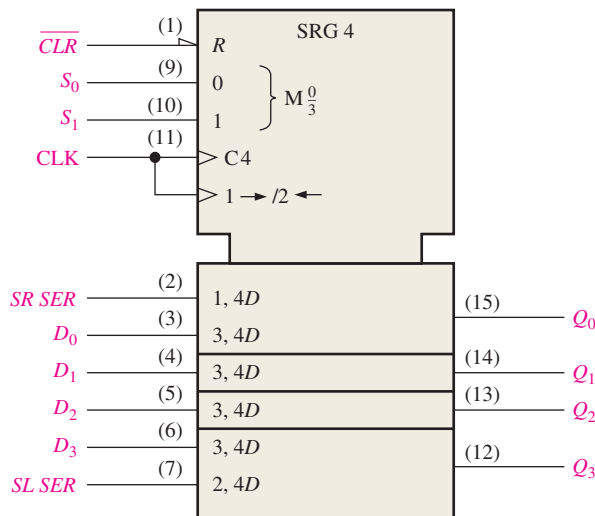 (1) SRG 4
CLR̅ R
(9)
S₀ 0
M 0/3
(10)
S₁ 1
(11)
CLK C4
1 → /2 ←
(2)
SR SER 1, 4D
(15)
Q₀
(3)
D₀ 3, 4D
(4) (14)
D₁ 3, 4D Q₁
(5) (13)
D₂ 3, 4D Q₂
(6)
D₃ 3, 4D
(12)
Q₃
(7)
SL SER 2, 4D